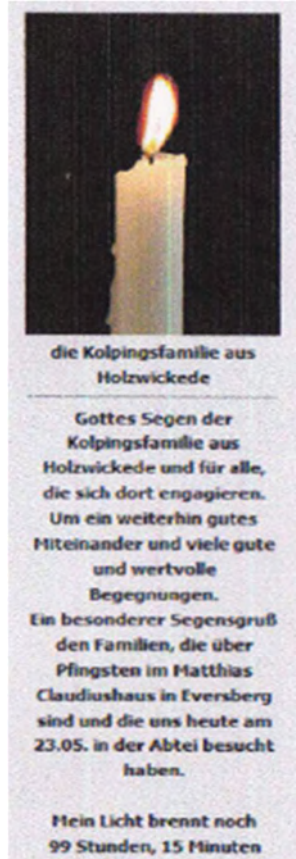 die Kolpingsfamilie aus
Holzwickede
Gottes Segen der
Kolpingsfamilie aus
Holzwickede und für alle,
die sich dort engagieren.
Um ein weiterhin gutes
Miteinander und viele gute
und wertvolle
Begegnungen.
Ein besonderer Segensgruß
den Familien, die über
Pfingsten im Matthias
Claudiushaus in Eversberg
sind und die uns heute am
23.05. in der Abtei besucht
haben.
Mein Licht brennt noch
99 Stunden, 15 Minuten